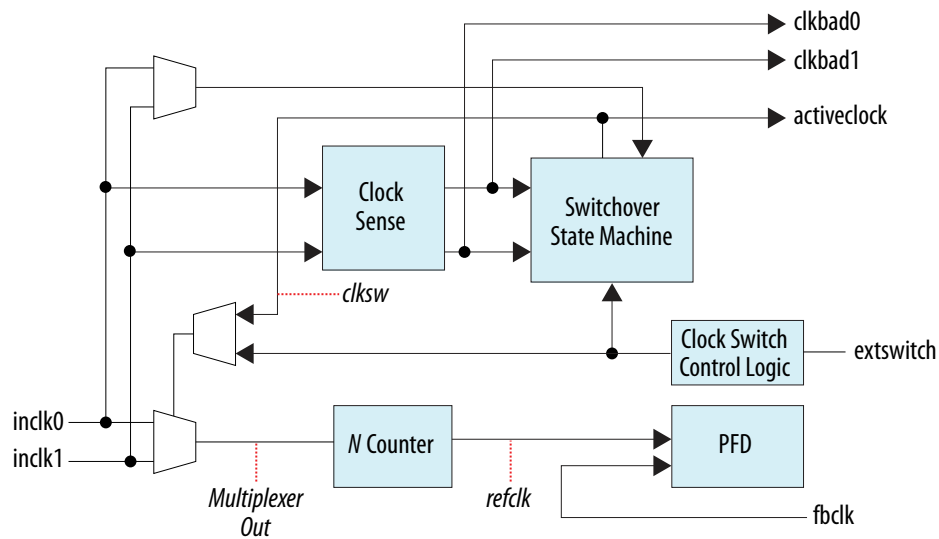 clkbad0
clkbad1
activeclock
Clock
Sense
Switchover
State Machine
clksw
Clock Switch
Control Logic
extswitch
inclk0
inclk1
N Counter
PFD
Multiplexer
Out
refclk
fbclk